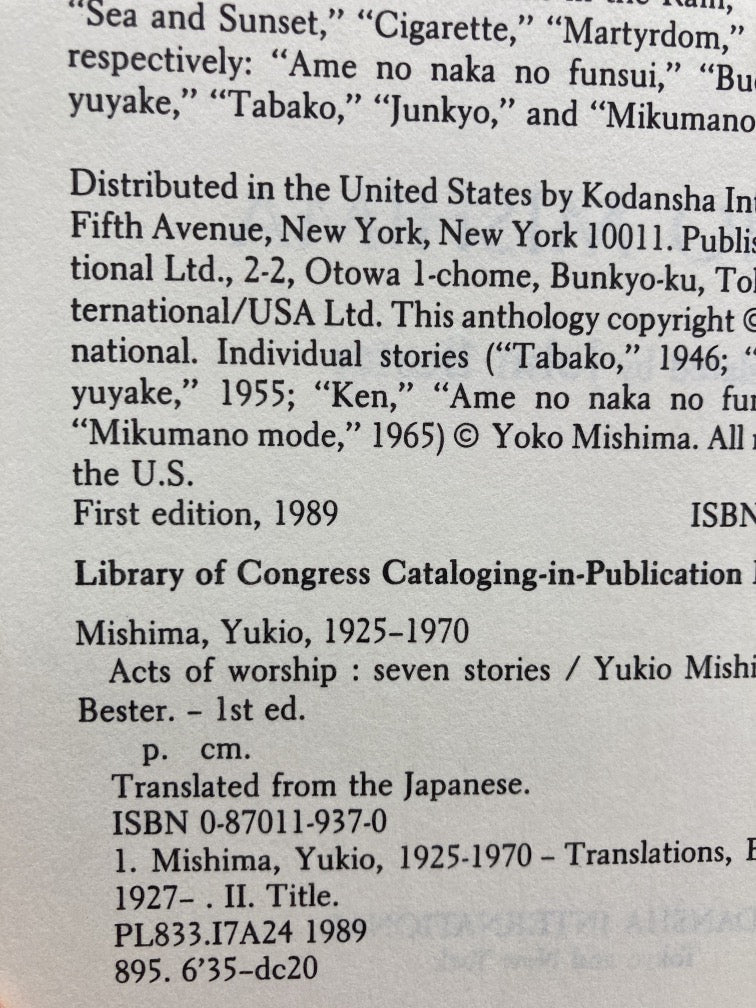 "Sea and Sunset," "Cigarette," "Martyrdom,"
respectively: "Ame no naka no funsui," "Bu
yuyake," "Tabako," "Junkyo," and "Mikumano
Distributed in the United States by Kodansha In
Fifth Avenue, New York, New York 10011. Publis
tional Ltd., 2-2, Otowa 1-chome, Bunkyo-ku, To
ternational/USA Ltd. This anthology copyright ©
national. Individual stories ("Tabako," 1946; "
yuyake," 1955; "Ken," "Ame no naka no fun
"Mikumano mode," 1965) © Yoko Mishima. All
the U.S.
First edition, 1989 ISBN
Library of Congress Cataloging-in-Publication
Mishima, Yukio, 1925–1970
Acts of worship : seven stories / Yukio Mishi
Bester. – 1st ed.
p. cm.
Translated from the Japanese.
ISBN 0-87011-937-0
1. Mishima, Yukio, 1925-1970 – Translations, E
1927– . II. Title.
PL833.I7A24 1989
895. 6'35–dc20